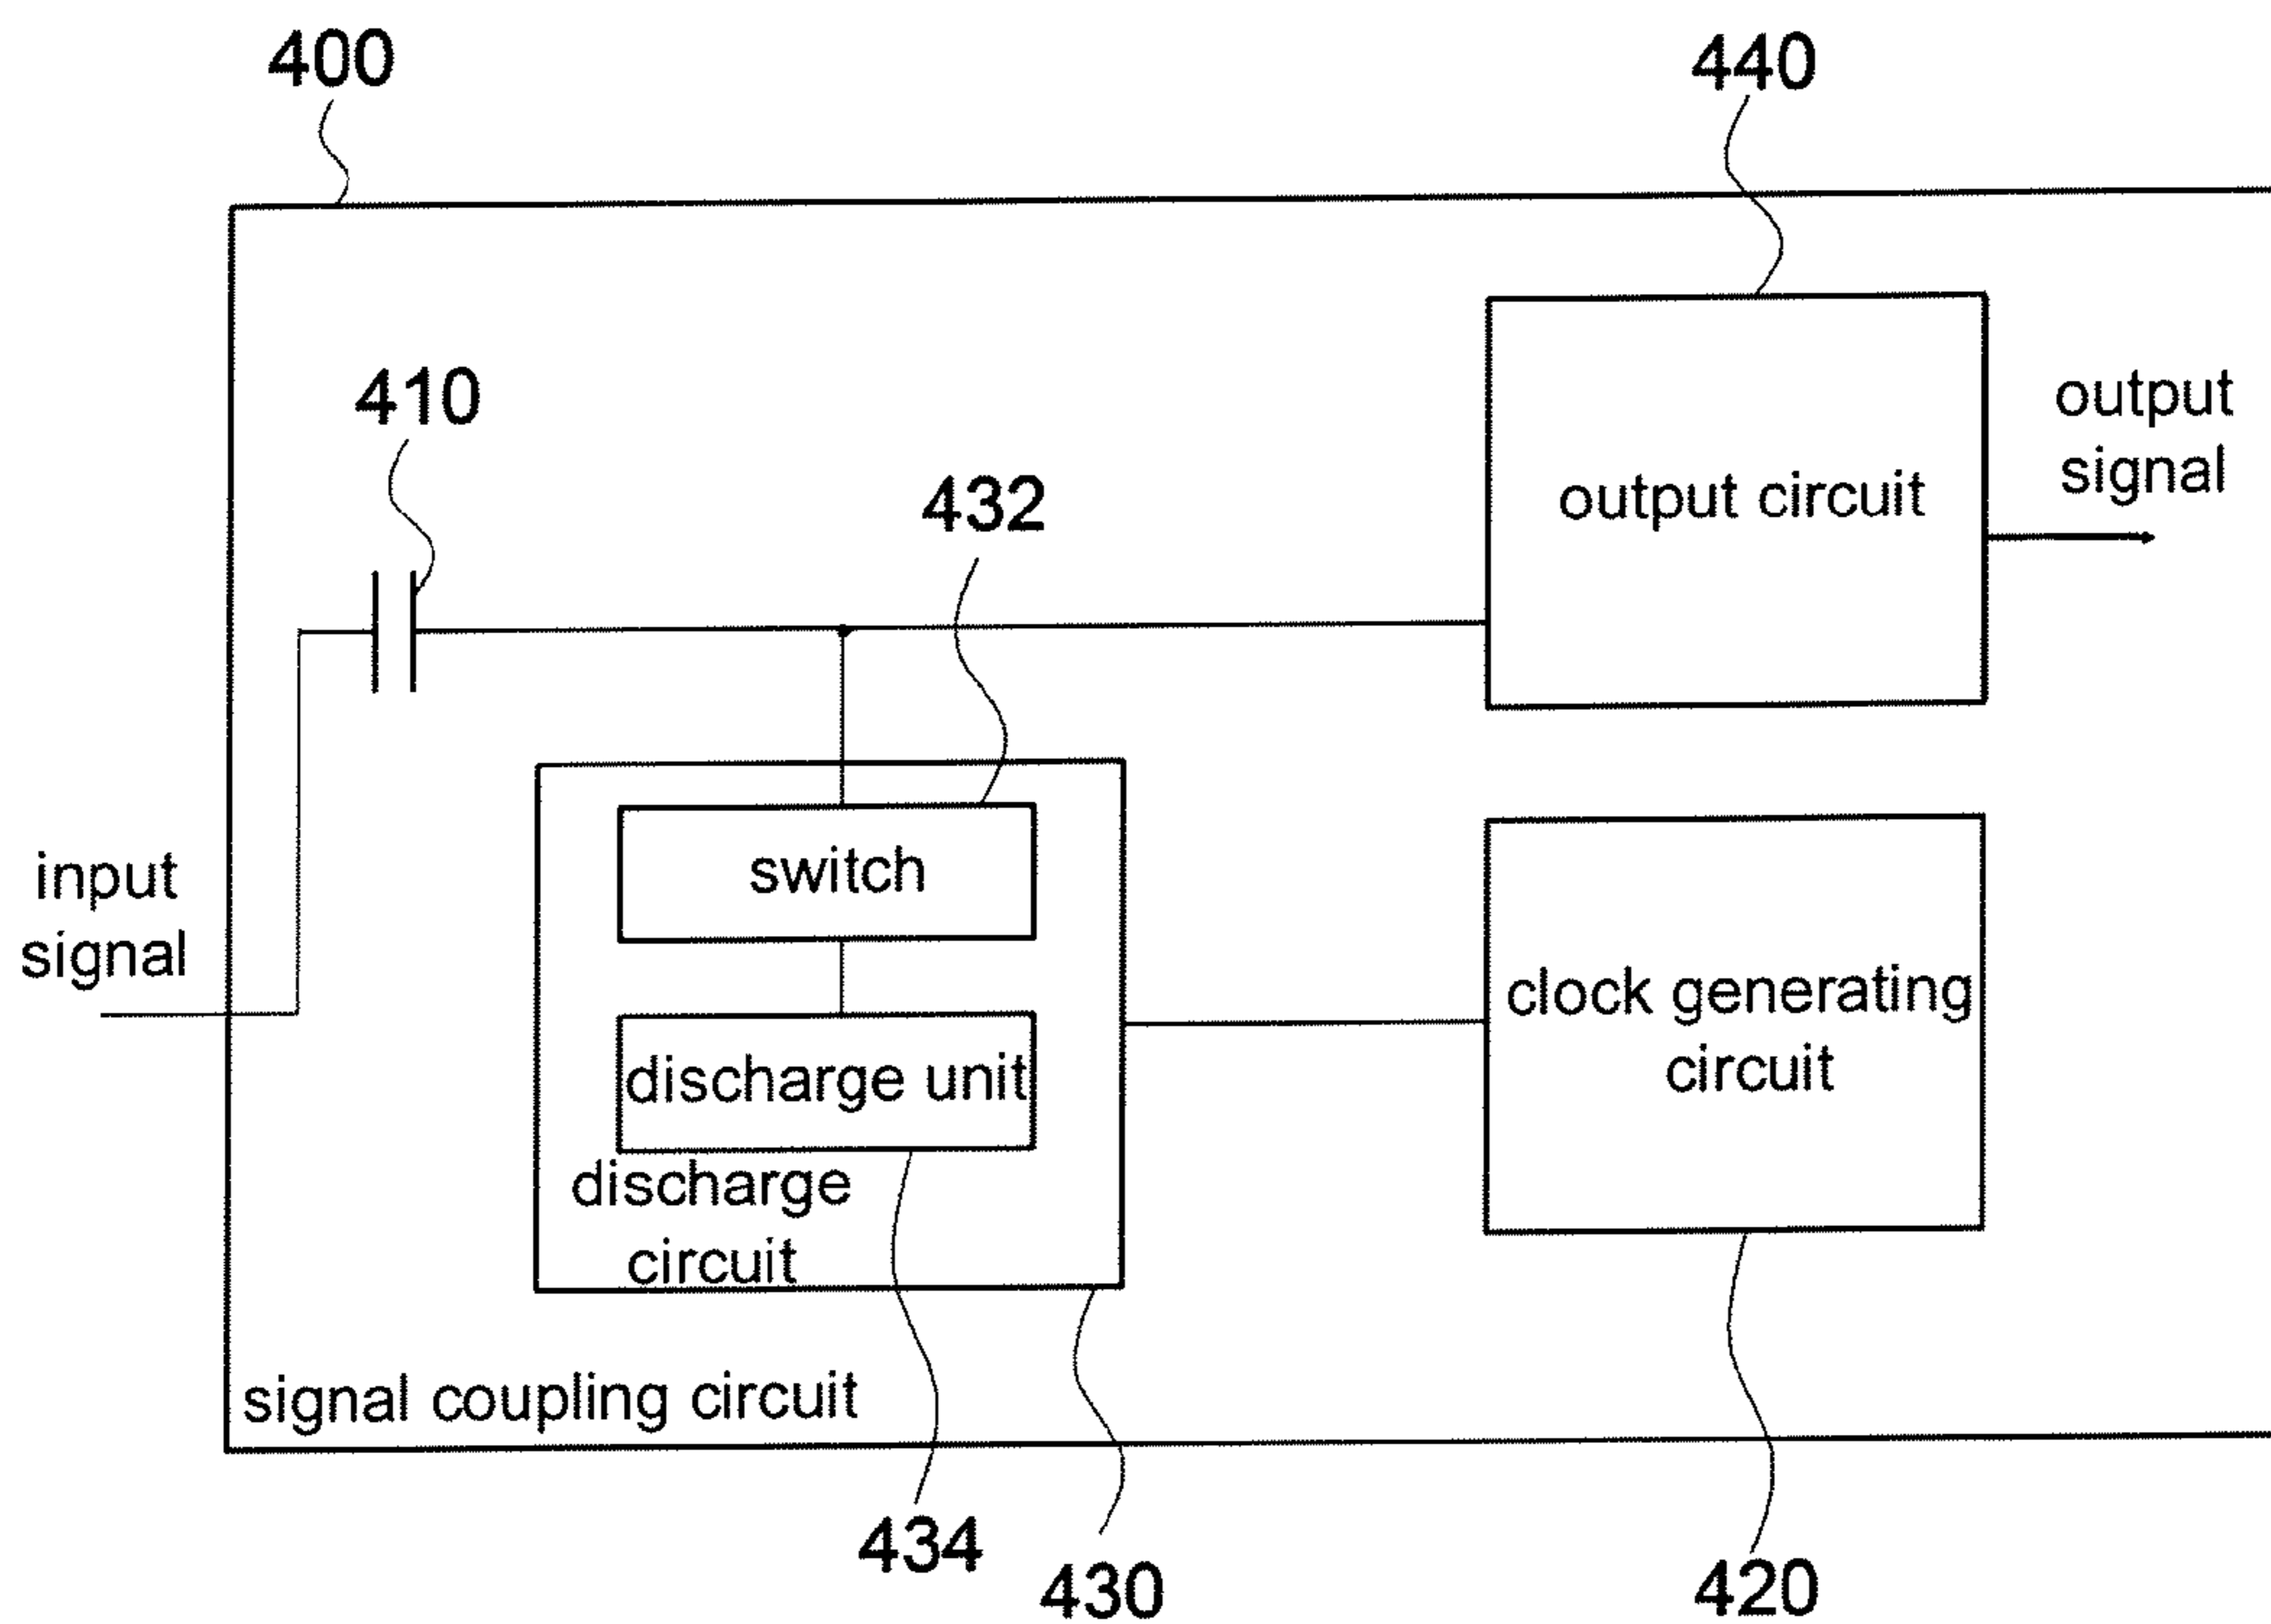 400
440
410
output
signal
432
output circuit
input
signal
switch
clock generating
circuit
discharge unit
discharge
circuit
signal coupling circuit
434
430
420